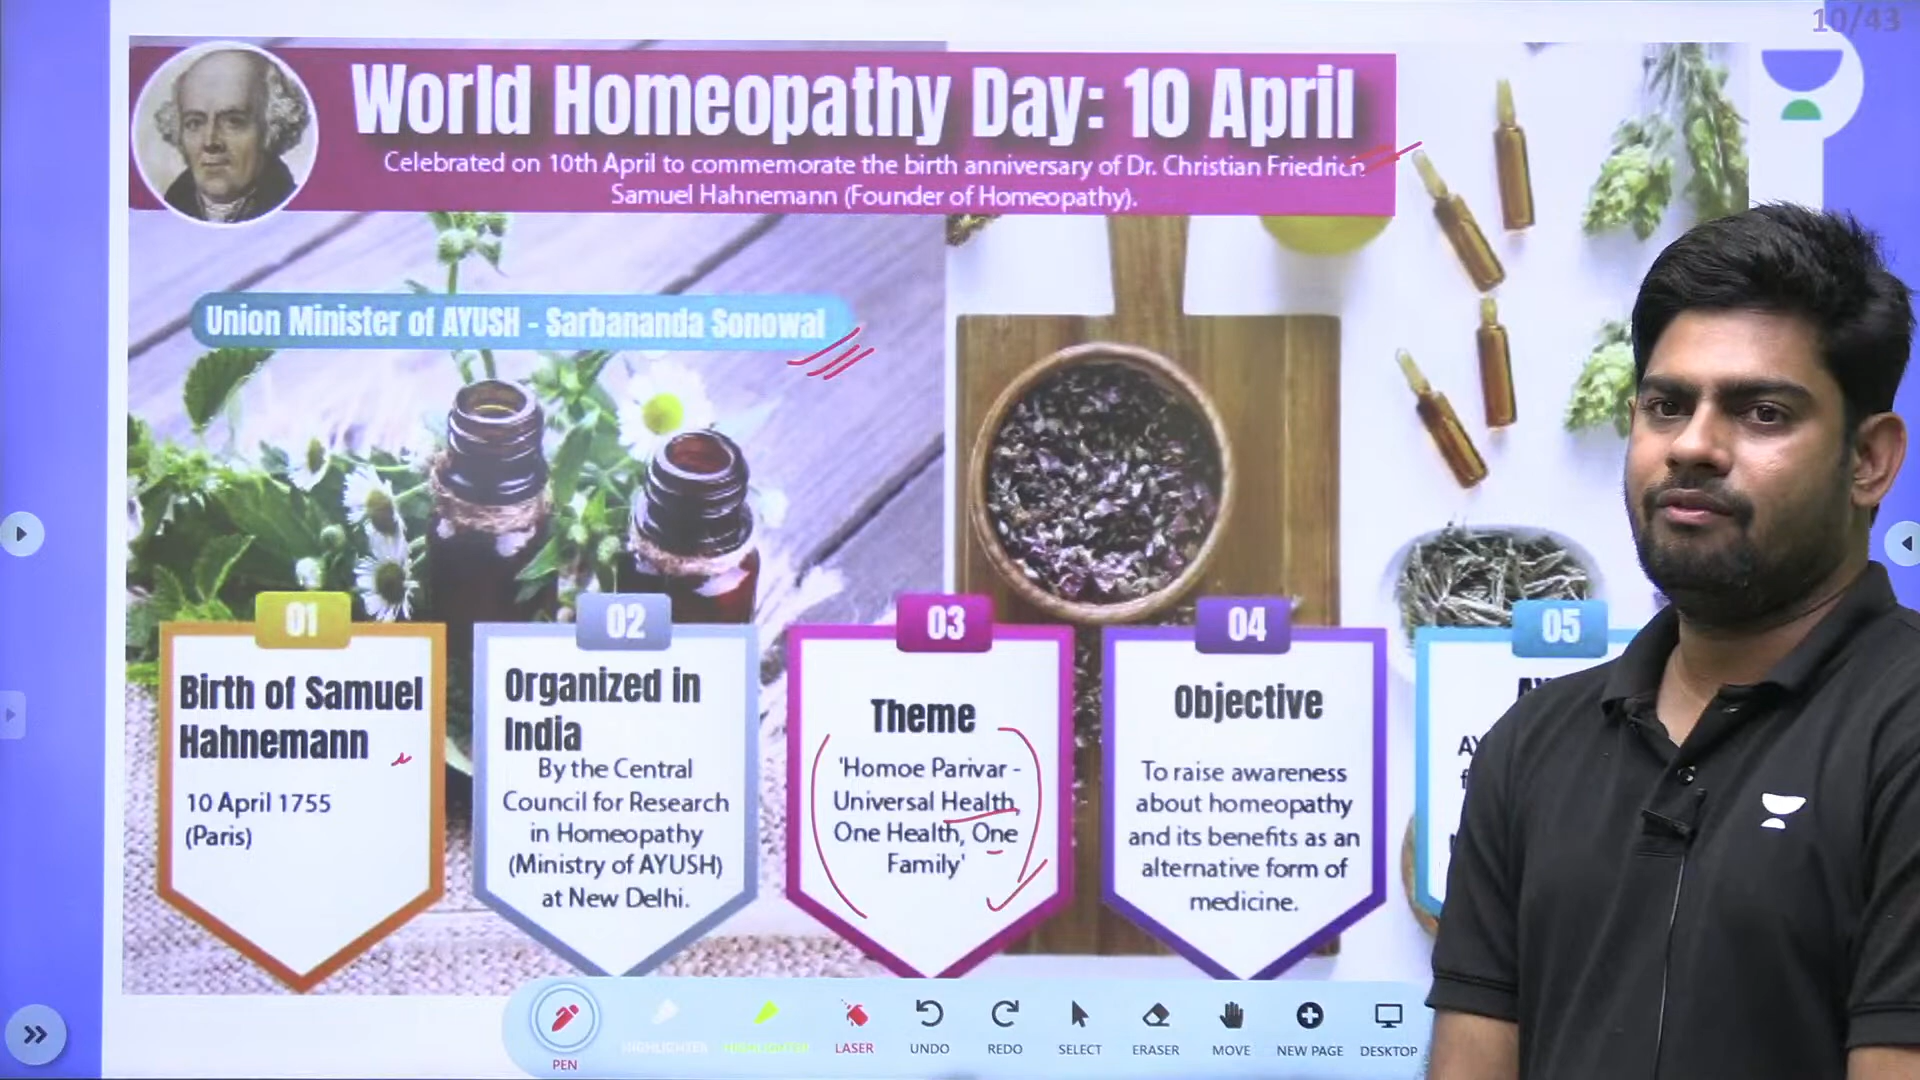 10/43
World Homeopathy Day: 10 April
Celebrated on 10th April to commemorate the birth anniversary of Dr. Christian Friedrich
Samuel Hahnemann (Founder of Homeopathy).
Union Minister of AYUSH - Sarbananda Sonowal
01
Birth of Samuel
Hahnemann
10 April 1755
(Paris)
02
Organized in
India
By the Central
Council for Research
in Homeopathy
(Ministry of AYUSH)
at New Delhi.
03
Theme
'Homoe Parivar -
Universal Health,
One Health, One
Family'
04
Objective
To raise awareness
about homeopathy
and its benefits as an
alternative form of
medicine.
05
PEN
HIGHLIGHTER
HIGHLIGHTER
LASER
UNDO
REDO
SELECT
ERASER
MOVE
NEW PAGE
DESKTOP